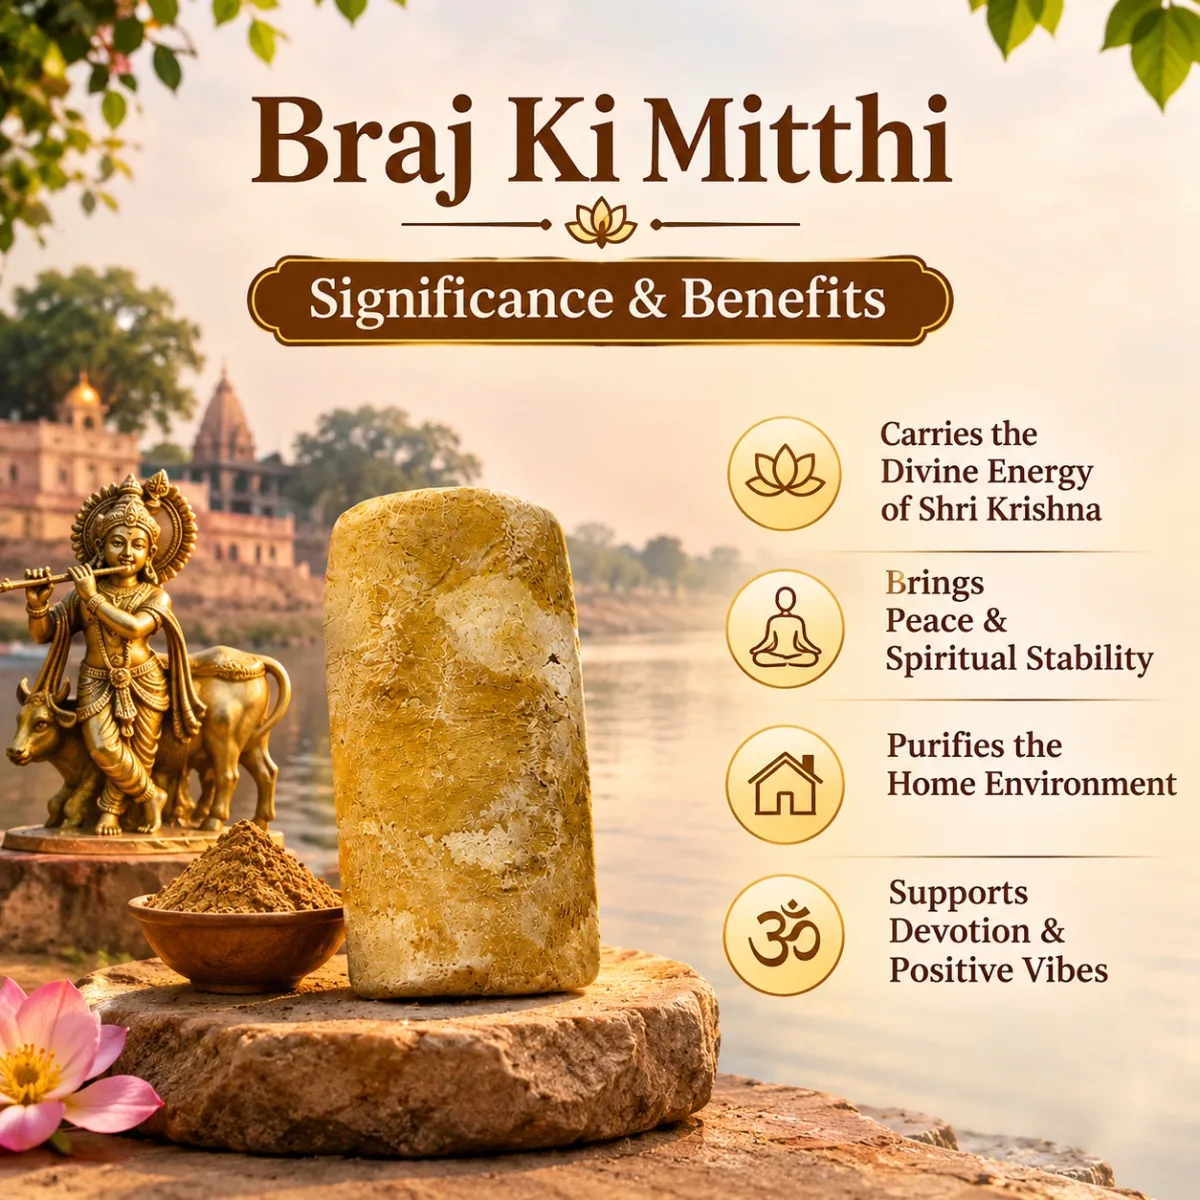 Braj Ki Mitthi
Significance & Benefits
Carries the
Divine Energy
of Shri Krishna
Brings
Peace &
Spiritual Stability
Purifies the
Home Environment
ॐ
Supports
Devotion &
Positive Vibes